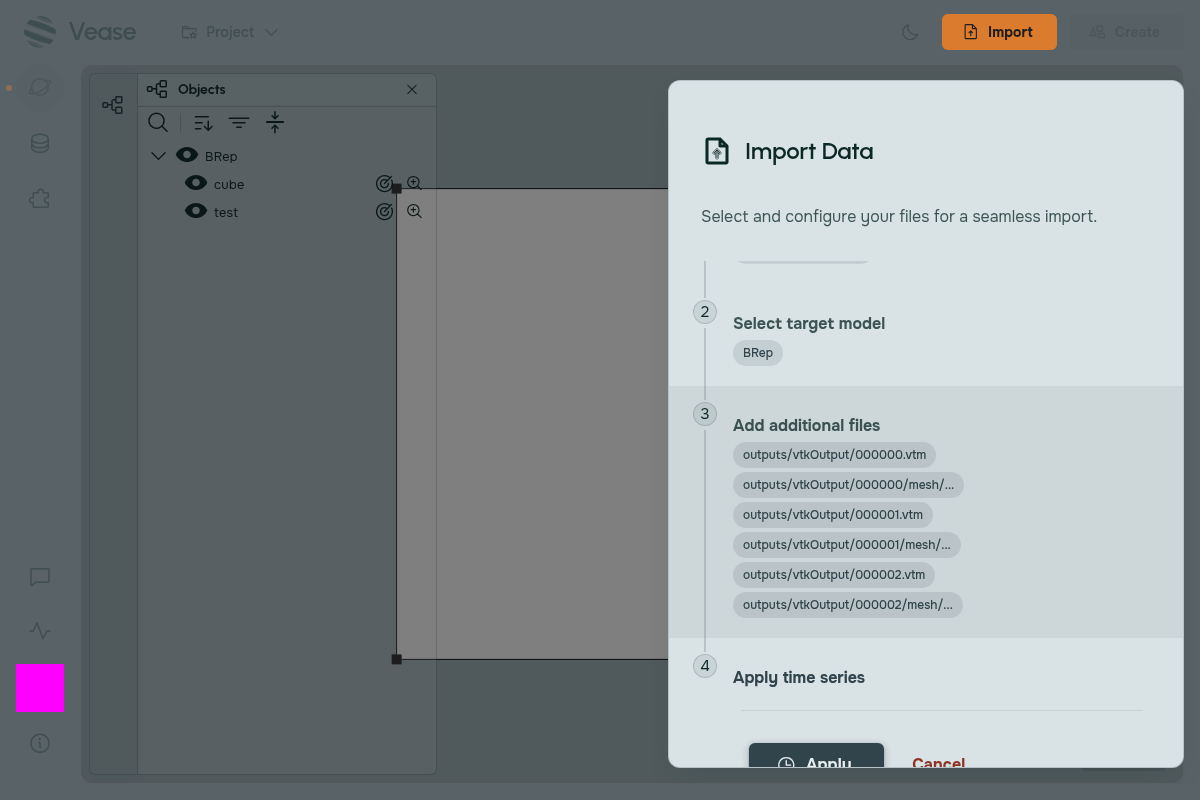 Vease
Project
Import
Create
Objects
BRep
cube
test
Import Data
Select and configure your files for a seamless import.
2
Select target model
BRep
3
Add additional files
outputs/vtkOutput/000000.vtm
outputs/vtkOutput/000000/mesh/...
outputs/vtkOutput/000001.vtm
outputs/vtkOutput/000001/mesh/...
outputs/vtkOutput/000002.vtm
outputs/vtkOutput/000002/mesh/...
4
Apply time series
Apply
Cancel